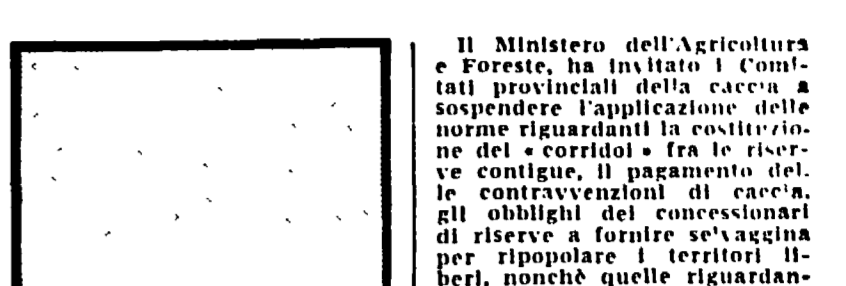 Il Ministero dell'Agricoltura
e Foreste, ha invitato i Comi-
tati provinciali della caccia a
sospendere l'applicazione delle
norme riguardanti la costituzio-
ne dei « corridoi » fra le riser-
ve contigue, il pagamento del-
le contravvenzioni di caccia,
gli obblighi dei concessionari
di riserve a fornire selvaggina
per ripopolare i territori li-
beri, nonchè quelle riguardan-